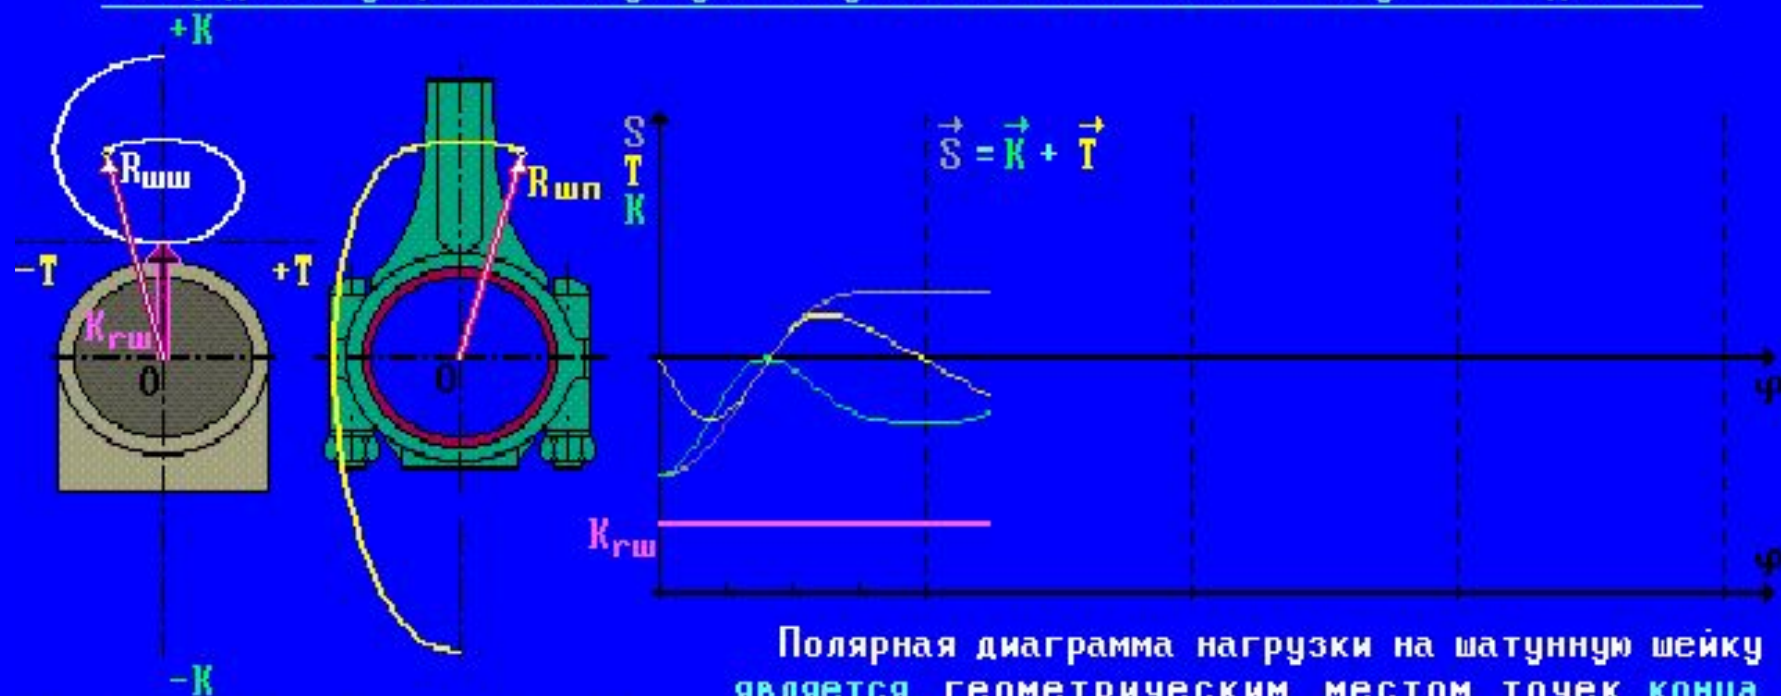 +К
Rшш
-Т
+Т
Kгш
0
-К
Rшп
0
S
Т
К
S = К + Т
φ
Kгш
φ
Полярная диаграмма нагрузки на шатунную шейку
является геометрическим местом точек конца